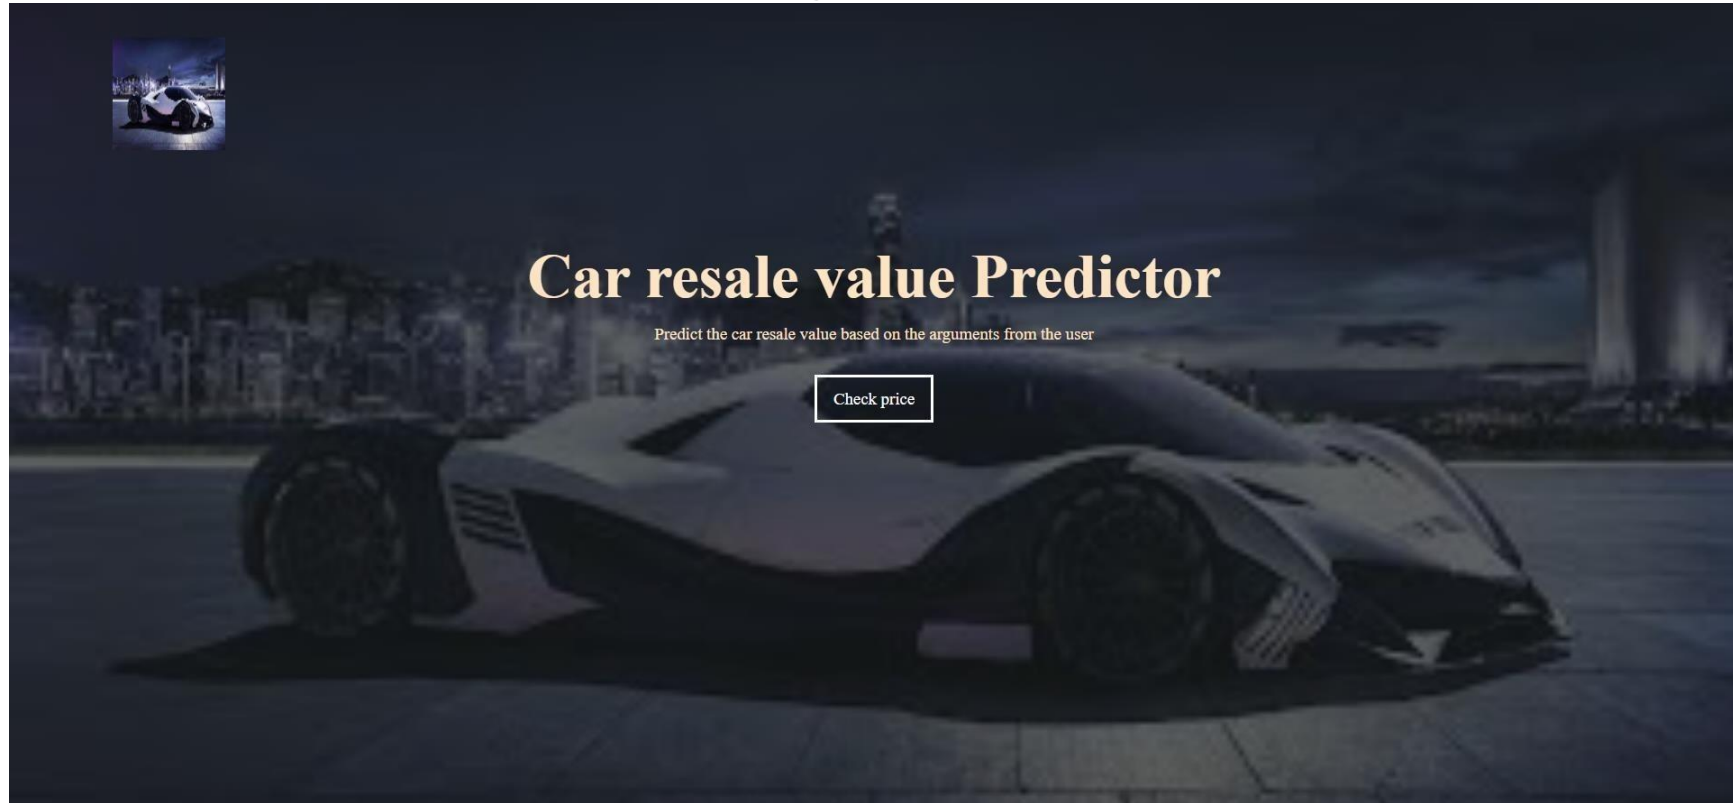 Car resale value Predictor
Predict the car resale value based on the arguments from the user
Check price